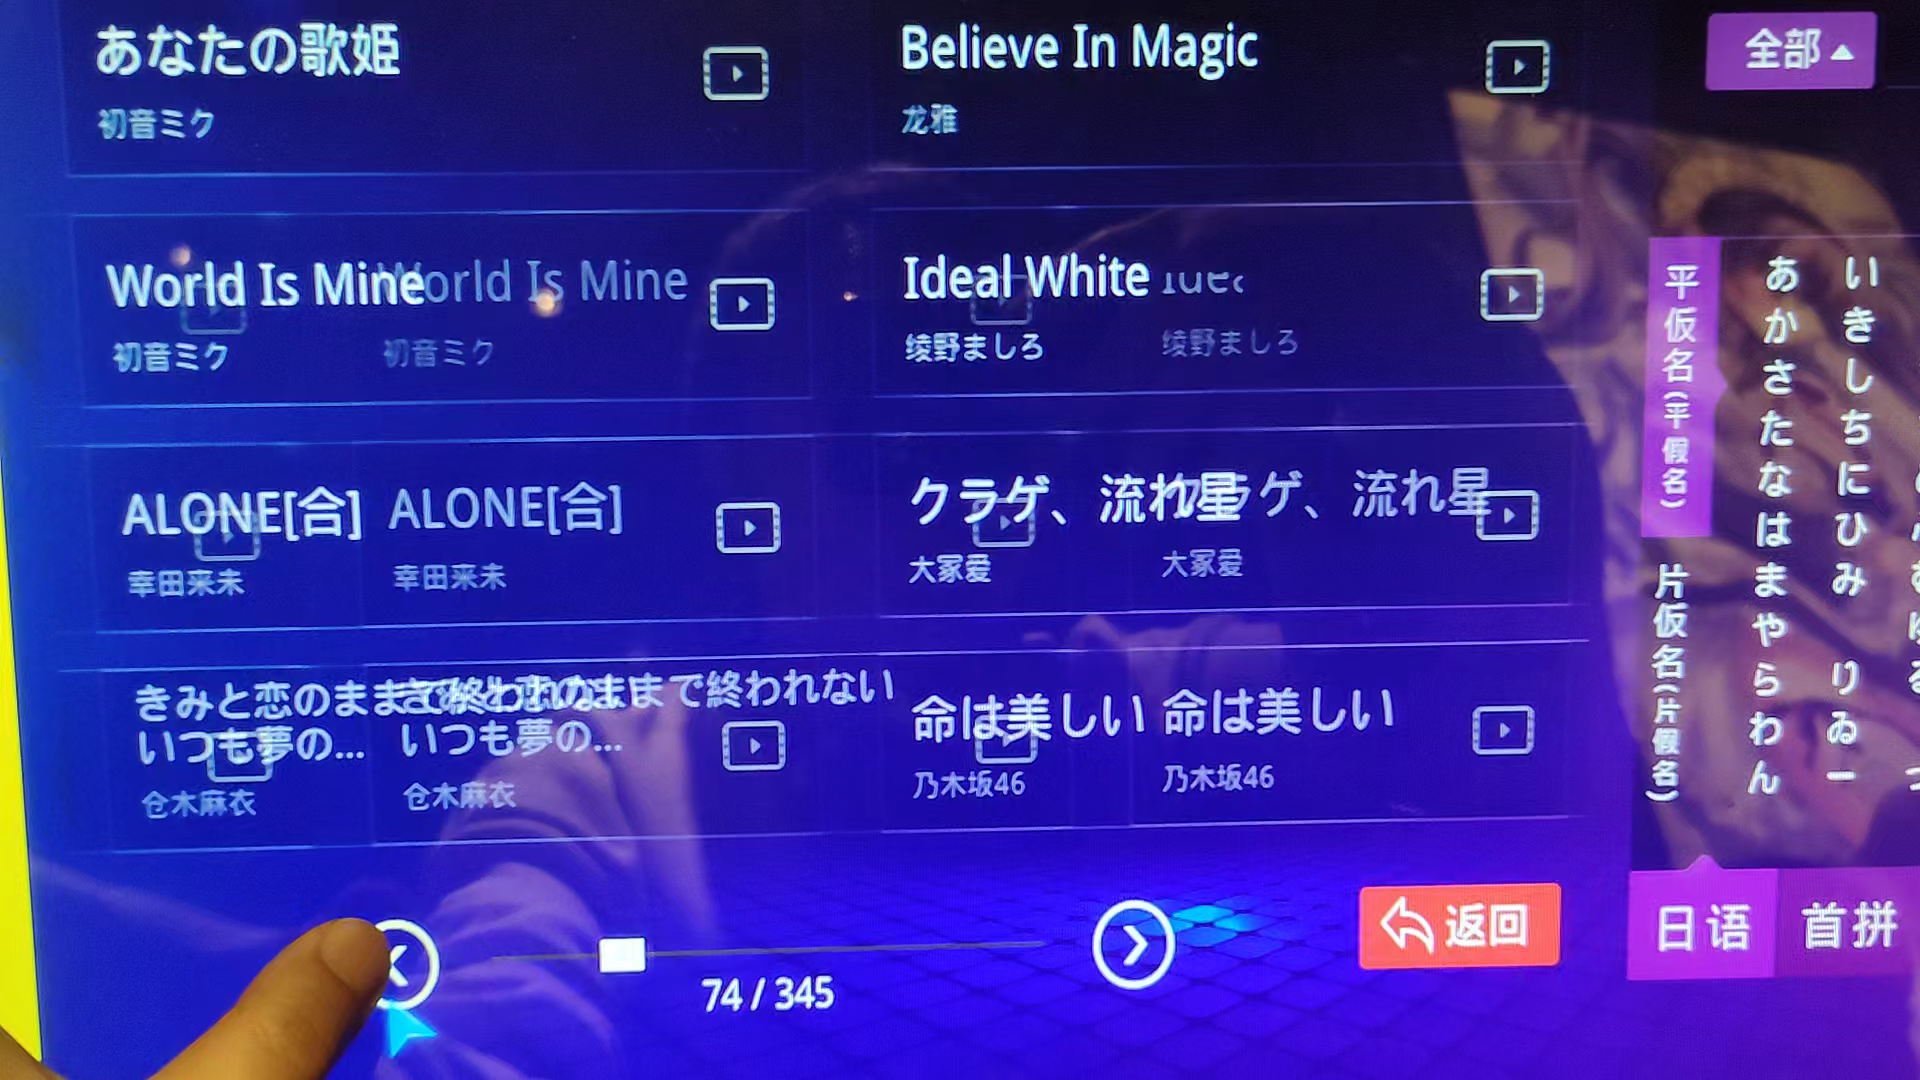 あなたの歌姫
初音ミク
Believe In Magic
龙雅
全部
World Is Mine
World Is Mine
初音ミク
初音ミク
Ideal White
绫野ましろ
绫野ましろ
ALONE[合]
ALONE[合]
幸田来未
幸田来未
クラゲ、流れ星
クラゲ、流れ星
大冢爱
大冢爱
きみと恋のままで終われない
いつも夢の...
きみと恋のままで終われない
いつも夢の...
仓木麻衣
仓木麻衣
命は美しい
命は美しい
乃木坂46
乃木坂46
74 / 345
返回
平仮名(平假名)
片仮名(片假名)
あかさたなはまやらわん
いきしちにひみ りゐー
日语
首拼